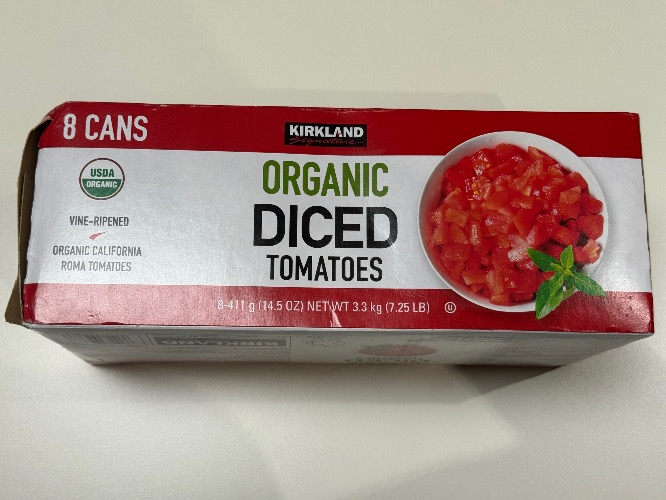 8 CANS
KIRKLAND
Signature
USDA
ORGANIC
VINE-RIPENED
ORGANIC CALIFORNIA
ROMA TOMATOES
ORGANIC
DICED
TOMATOES
8-411 g (14.5 OZ) NET WT 3.3 kg (7.25 LB)
U
KIRKLAND